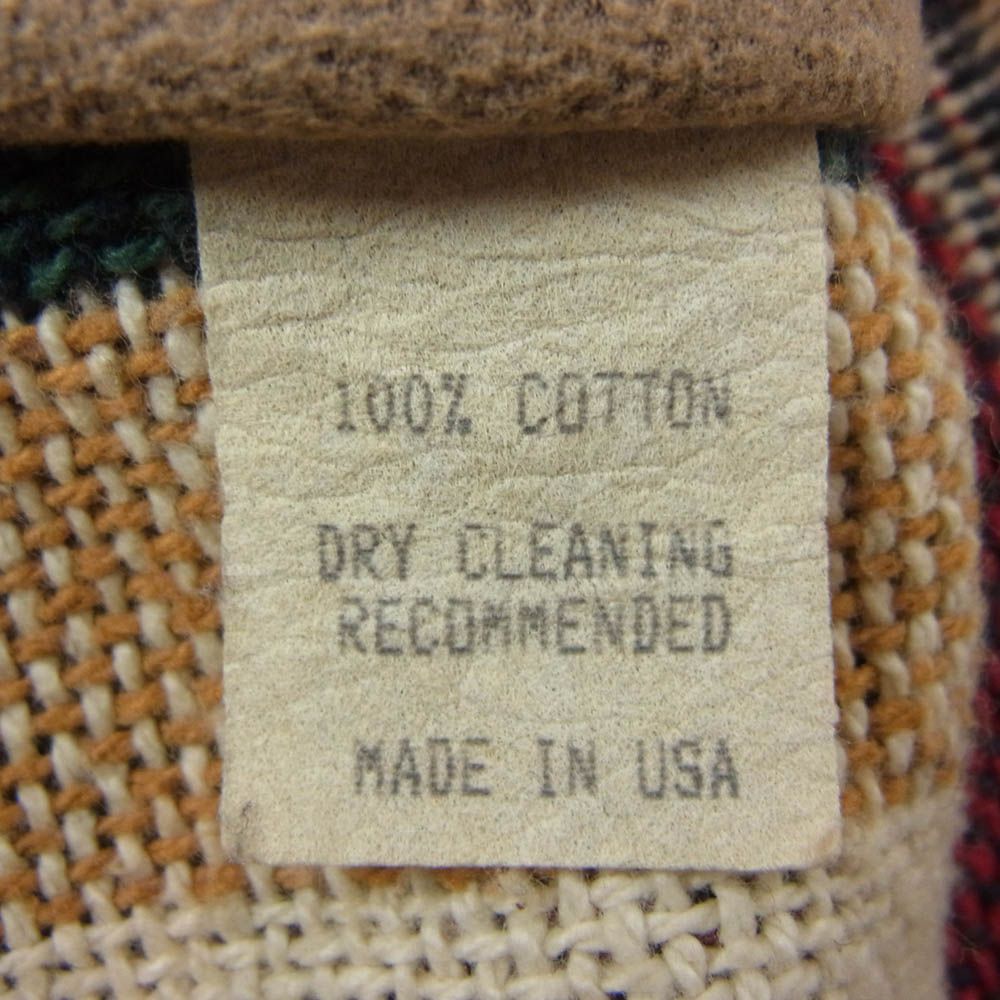 100% COTTON
DRY CLEANING
RECOMMENDED
MADE IN USA